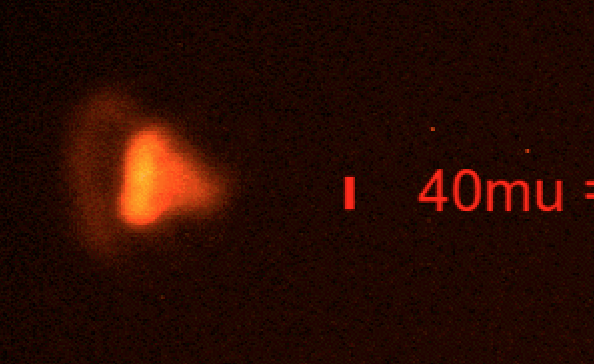 40mu =